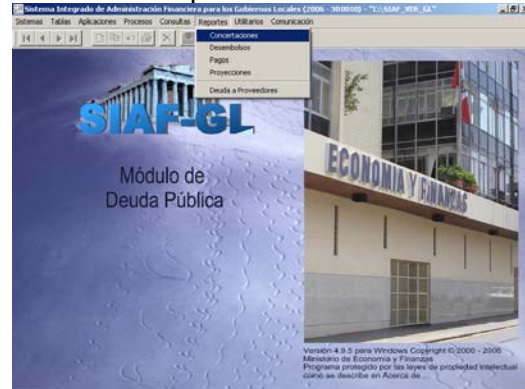 Sistema Integrado de Administración Financiera para los Gobiernos Locales (2006 - 300000) - "C:\SIAF_VER_GL"
Sistemas Tablas Aplicaciones Procesos Consultas Reportes Utilitarios Comunicación
Concertaciones
Desembolsos
Pagos
Proyecciones
Deuda a Proveedores
SIAF-GL
Módulo de
Deuda Pública
ECONOMIA Y FINANZAS
Versión 4.9.5 para Windows Copyright © 2000 - 2006
Ministerio de Economía y Finanzas
Programa protegido por las leyes de propiedad intelectual
como se describe en Acerca de...